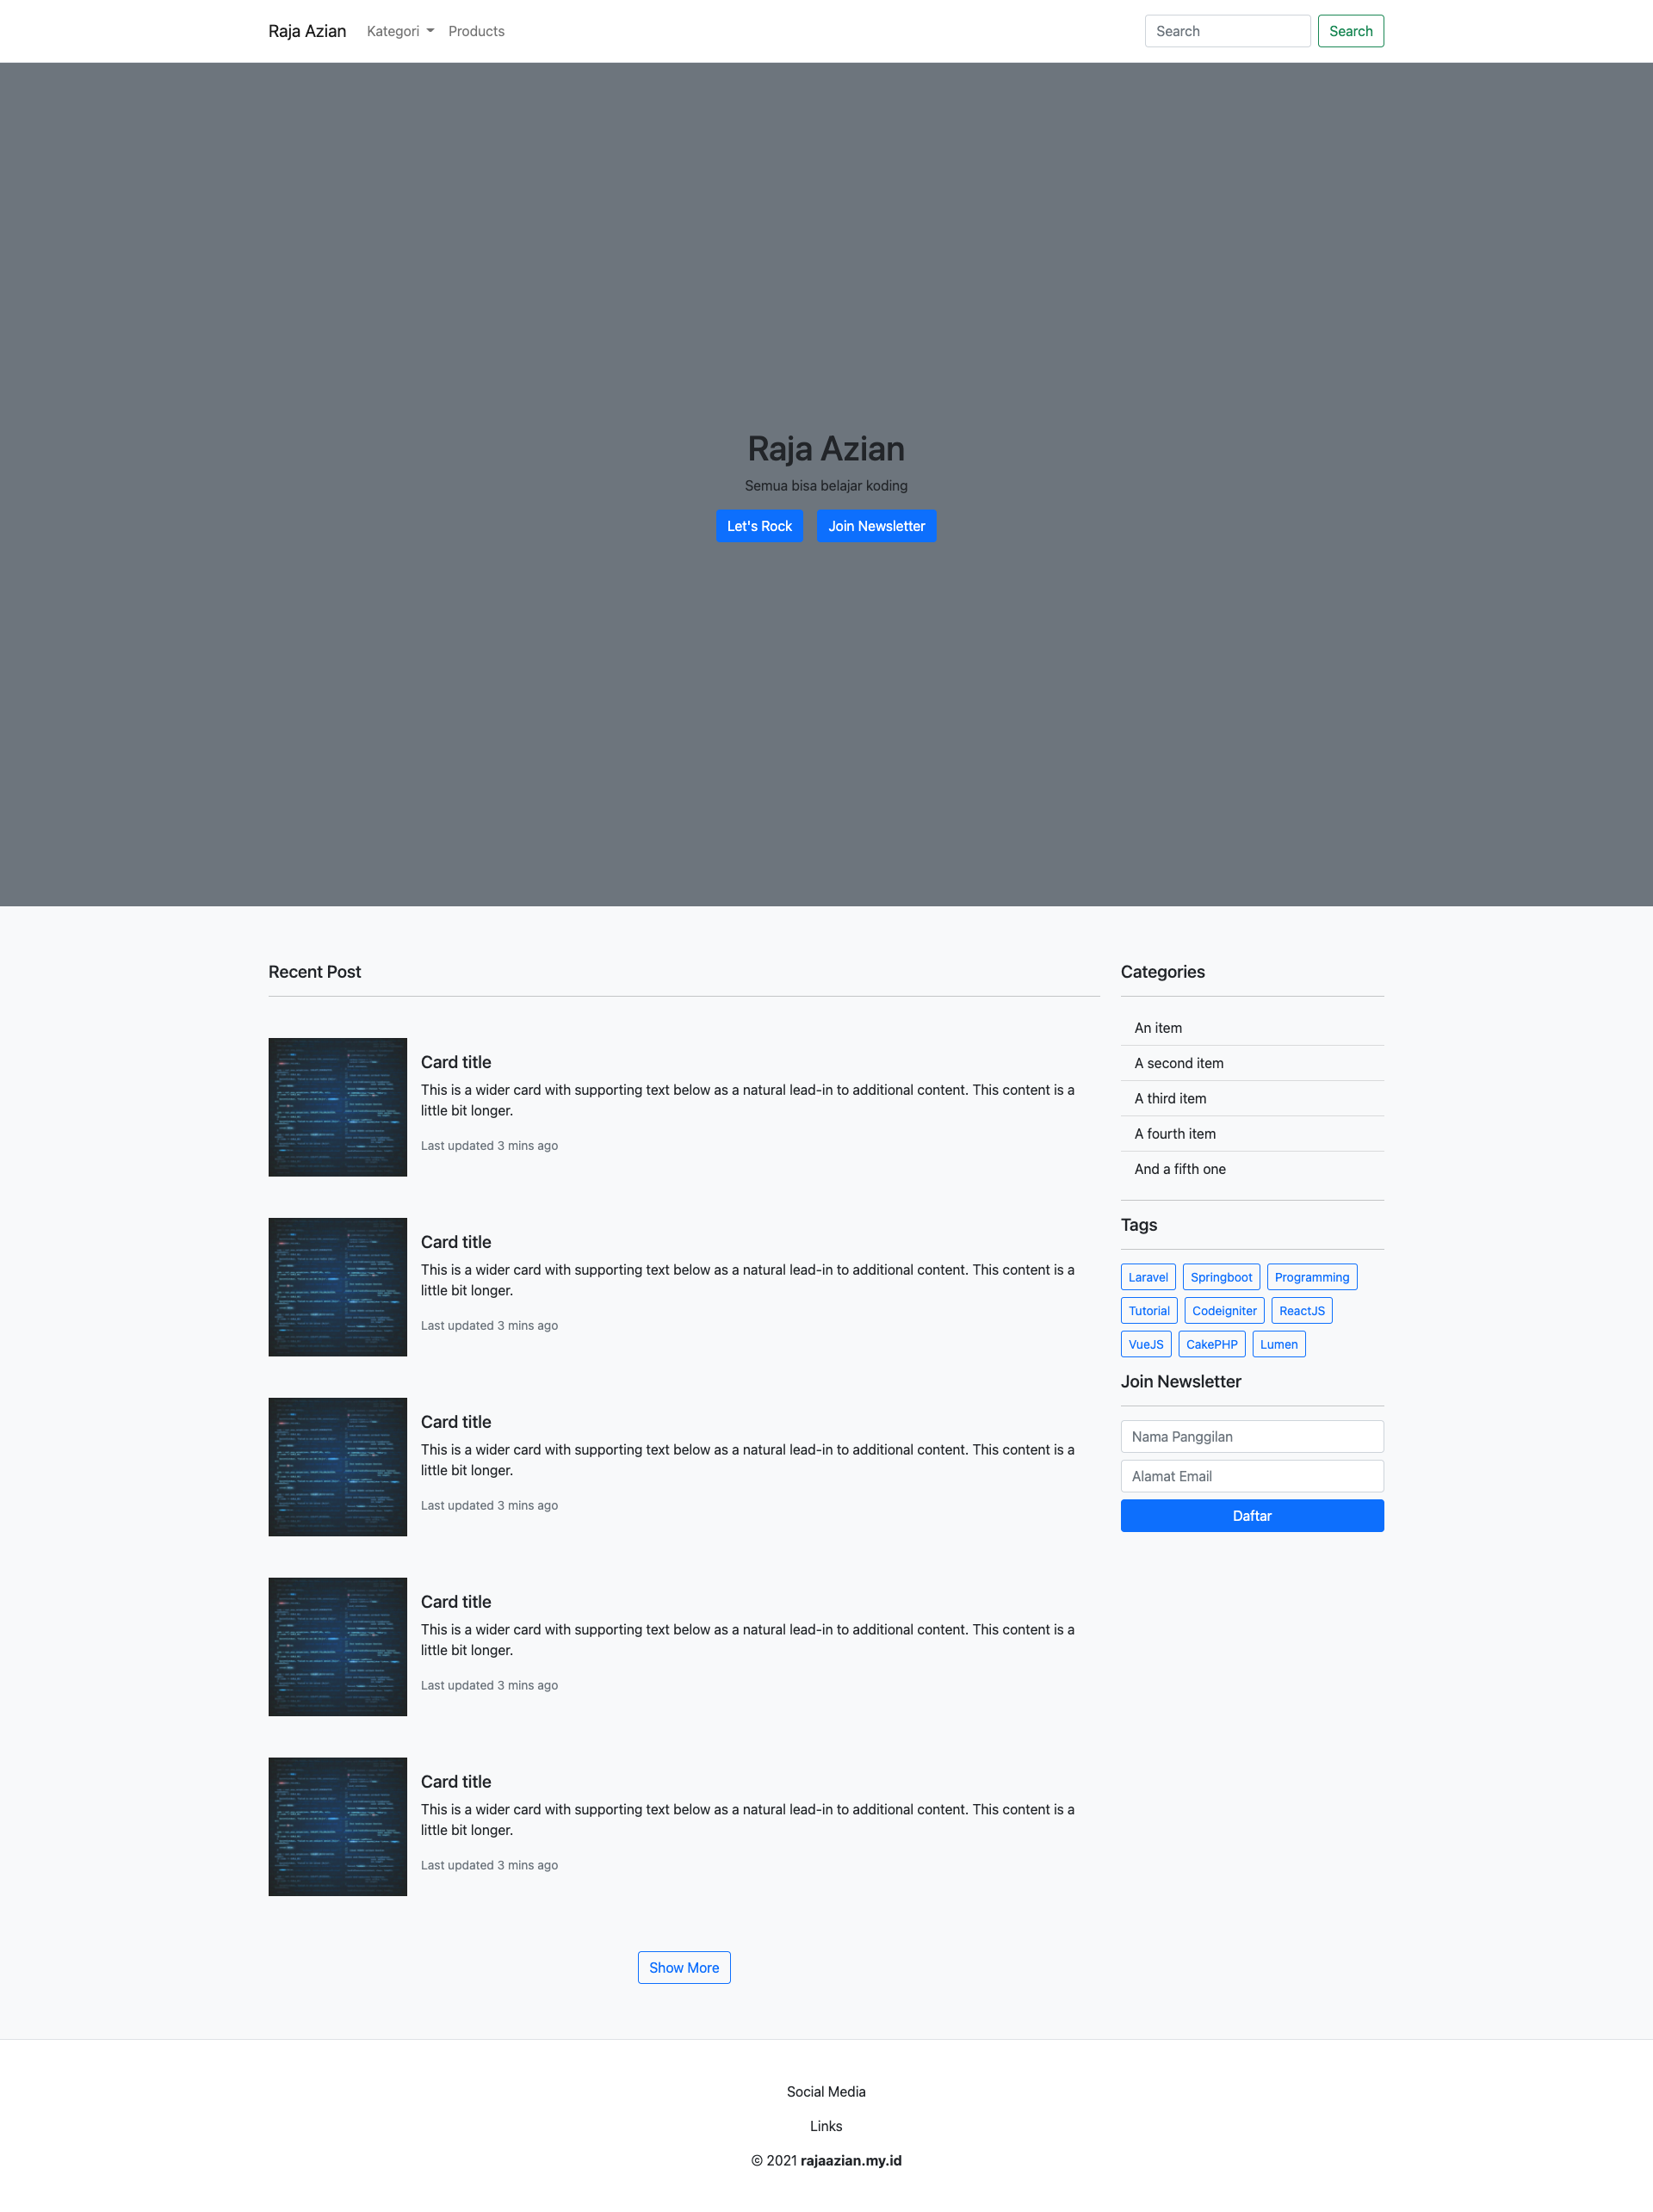 Raja Azian
Kategori
Products
Search
Search
Raja Azian
Semua bisa belajar koding
Let's Rock
Join Newsletter
Recent Post
Card title
This is a wider card with supporting text below as a natural lead-in to additional content. This content is a
little bit longer.
Last updated 3 mins ago
Card title
This is a wider card with supporting text below as a natural lead-in to additional content. This content is a
little bit longer.
Last updated 3 mins ago
Card title
This is a wider card with supporting text below as a natural lead-in to additional content. This content is a
little bit longer.
Last updated 3 mins ago
Card title
This is a wider card with supporting text below as a natural lead-in to additional content. This content is a
little bit longer.
Last updated 3 mins ago
Card title
This is a wider card with supporting text below as a natural lead-in to additional content. This content is a
little bit longer.
Last updated 3 mins ago
Show More
Categories
An item
A second item
A third item
A fourth item
And a fifth one
Tags
Laravel Springboot Programming
Tutorial Codeigniter ReactJS
VueJS CakePHP Lumen
Join Newsletter
Nama Panggilan
Alamat Email
Daftar
Social Media
Links
© 2021 rajaazian.my.id